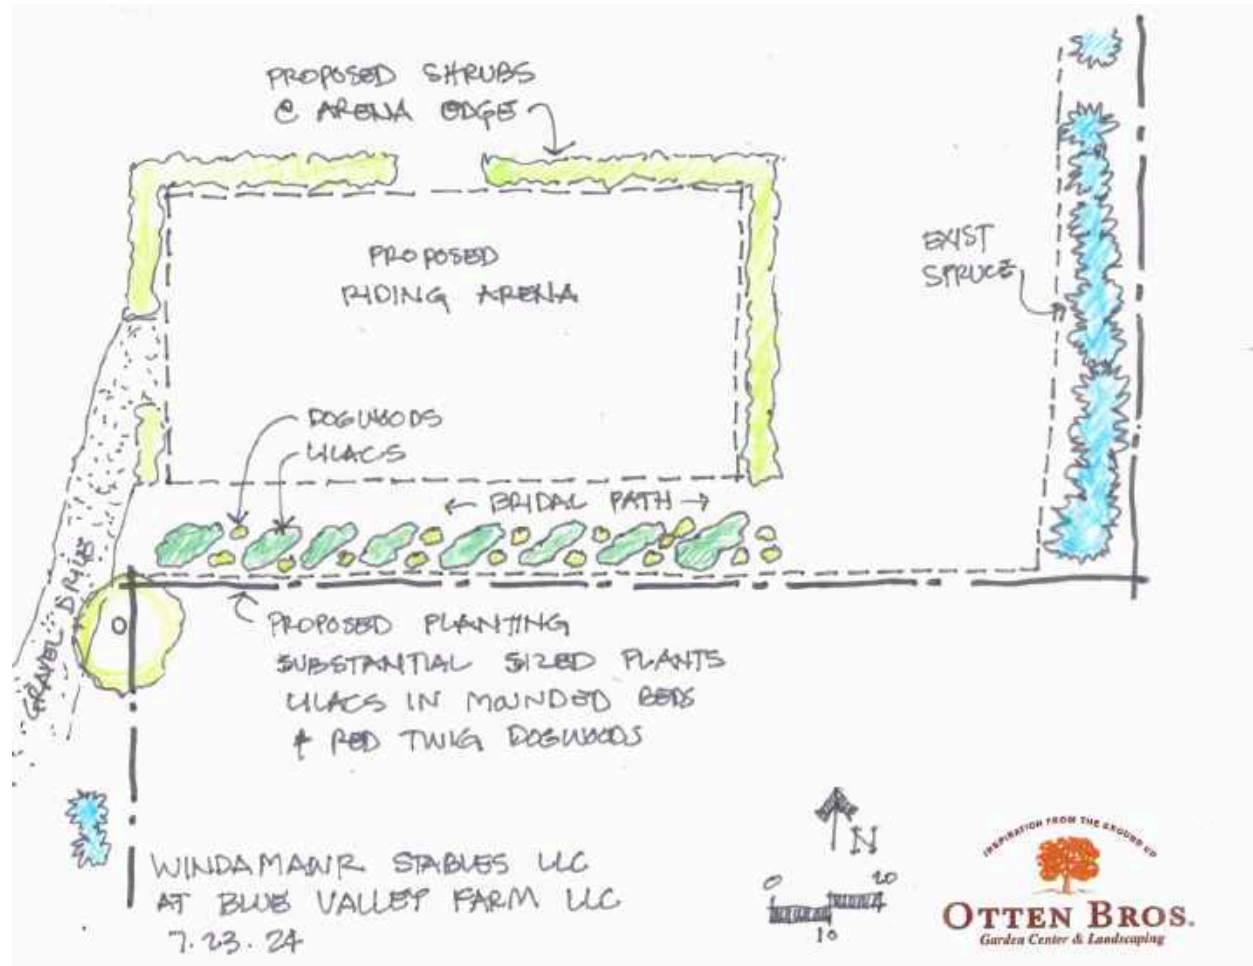 PROPOSED SHRUBS
@ ARENA EDGE
PROPOSED
RIDING ARENA
EXIST
SPRUCE
DOGWOODS
LILACS
← BRIDAL PATH →
GRAVEL DRIVE
PROPOSED PLANTING
SUBSTANTIAL SIZED PLANTS
LILACS IN MOUNDED BEDS
& RED TWIG DOGWOODS
WINDAMANR STABLES LLC
AT BLUE VALLEY FARM LLC
7.23.24
N
0 20
10
INSPIRATION FROM THE GROUND UP
OTTEN BROS.
Garden Center & Landscaping